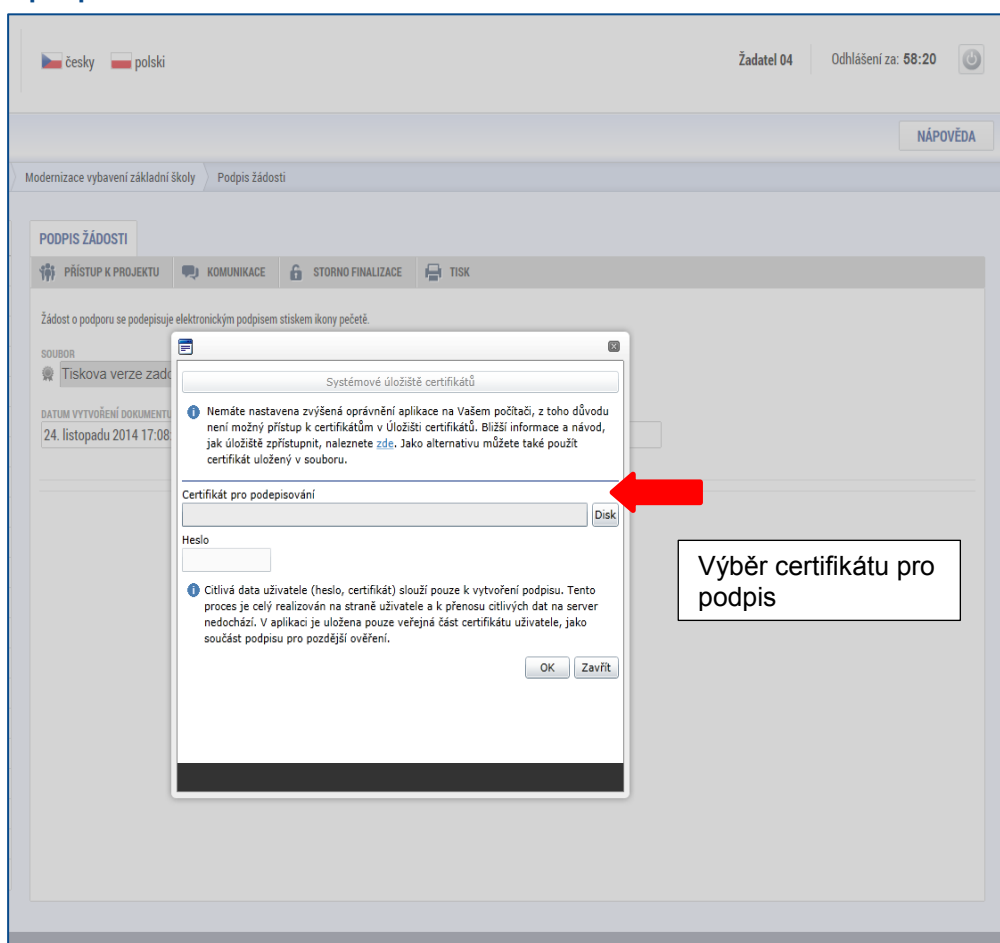 česky polski Žadatel 04 Odhlášení za: 58:20
NÁPOVĚDA
Modernizace vybavení základní školy Podpis žádosti
PODPIS ŽÁDOSTI
PŘÍSTUP K PROJEKTU KOMUNIKACE STORNO FINALIZACE TISK
Žádost o podporu se podepisuje elektronickým podpisem stiskem ikony pečetě.
SOUBOR
Tiskova verze zado
DATUM VYTVOŘENÍ DOKUMENTU
24. listopadu 2014 17:08:
Systémové úložiště certifikátů
Nemáte nastavena zvýšená oprávnění aplikace na Vašem počítači, z toho důvodu
není možný přístup k certifikátům v Úložišti certifikátů. Bližší informace a návod,
jak úložiště zpřístupnit, naleznete zde. Jako alternativu můžete také použít
certifikát uložený v souboru.
Certifikát pro podepisování
Disk
Heslo
Citlivá data uživatele (heslo, certifikát) slouží pouze k vytvoření podpisu. Tento
proces je celý realizován na straně uživatele a k přenosu citlivých dat na server
nedochází. V aplikaci je uložena pouze veřejná část certifikátu uživatele, jako
součást podpisu pro pozdější ověření.
OK Zavřít
Výběr certifikátu pro
podpis